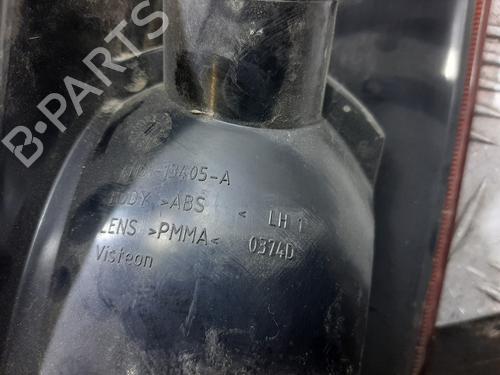 B-PARTS
-13405-A
BODY >ABS <
LENS >PMMA<
Visteon
LH 1
0374D